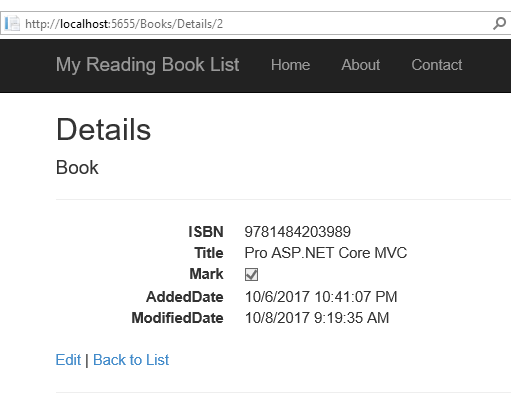 http://localhost:5655/Books/Details/2
My Reading Book List Home About Contact
Details
Book
ISBN 9781484203989
Title Pro ASP.NET Core MVC
Mark
AddedDate 10/6/2017 10:41:07 PM
ModifiedDate 10/8/2017 9:19:35 AM
Edit | Back to List